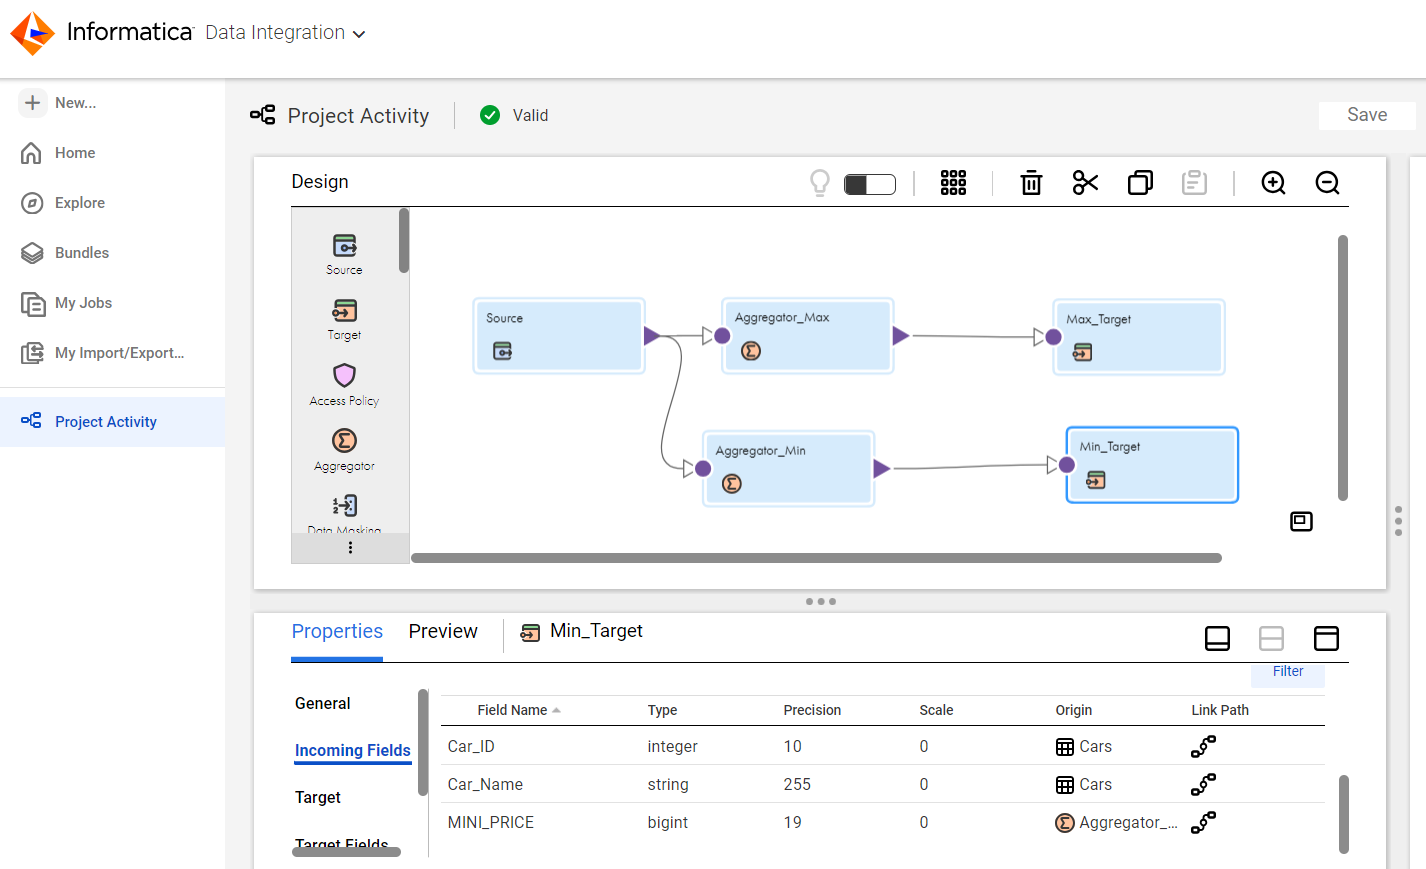 Informatica Data Integration
New...
Home
Explore
Bundles
My Jobs
My Import/Export...
Project Activity
Project Activity
Valid
Save
Design
Source
Target
Access Policy
Aggregator
Data Masking
Source
Aggregator_Max
Max_Target
Aggregator_Min
Min_Target
Properties
Preview
Min_Target
Filter
General
Incoming Fields
Target
Target Fields
Field Name Type Precision Scale Origin Link Path
Car_ID integer 10 0 Cars
Car_Name string 255 0 Cars
MINI_PRICE bigint 19 0 Aggregator_...